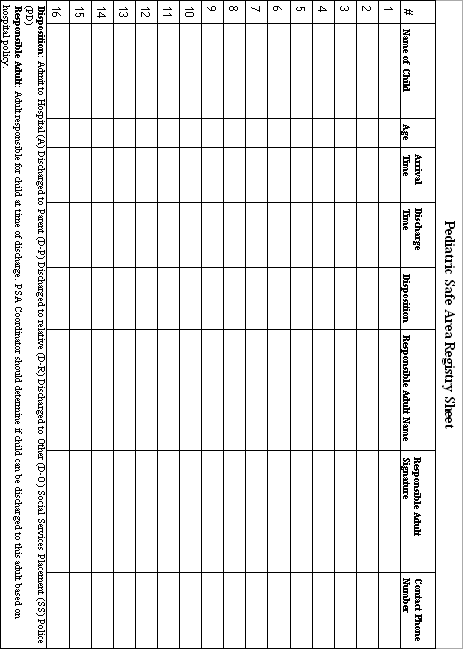 Pediatric Safe Area Registry Sheet
# Name of Child Age Arrival Time Discharge Time Disposition Responsible Adult Name Responsible Adult Signature Contact Phone Number
1
2
3
4
5
6
7
8
9
10
11
12
13
14
15
16
Disposition: Admit to Hospital (A) Discharged to Parent (D-P) Discharged to relative (D-R) Discharged to Other (D-O) Social Services Placement (SS) Police
(PD)
Responsible Adult: Adult responsible for child at time of discharge. PSA Coordinator should determine if child can be discharged to this adult based on
hospital policy.